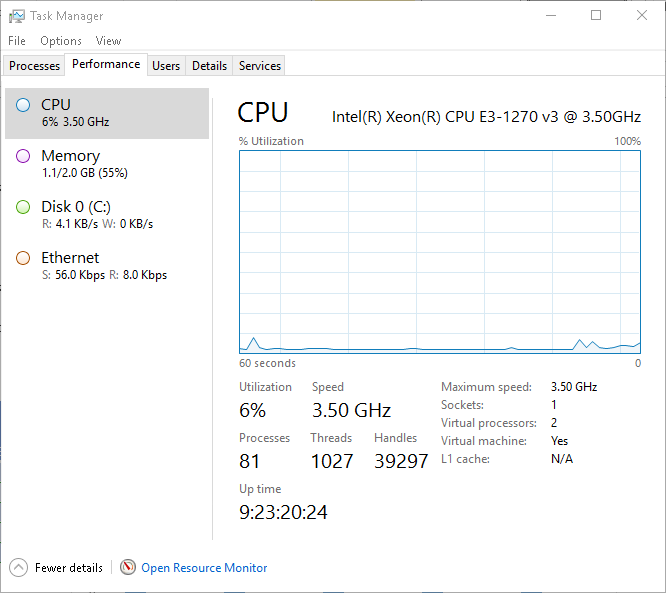 Task Manager
File Options View
Processes Performance Users Details Services
CPU
6% 3.50 GHz
Memory
1.1/2.0 GB (55%)
Disk 0 (C:)
R: 4.1 KB/s W: 0 KB/s
Ethernet
S: 56.0 Kbps R: 8.0 Kbps
CPU Intel(R) Xeon(R) CPU E3-1270 v3 @ 3.50GHz
% Utilization 100%
60 seconds 0
Utilization Speed
6% 3.50 GHz
Processes Threads Handles
81 1027 39297
Up time
9:23:20:24
Maximum speed: 3.50 GHz
Sockets: 1
Virtual processors: 2
Virtual machine: Yes
L1 cache: N/A
Fewer details Open Resource Monitor